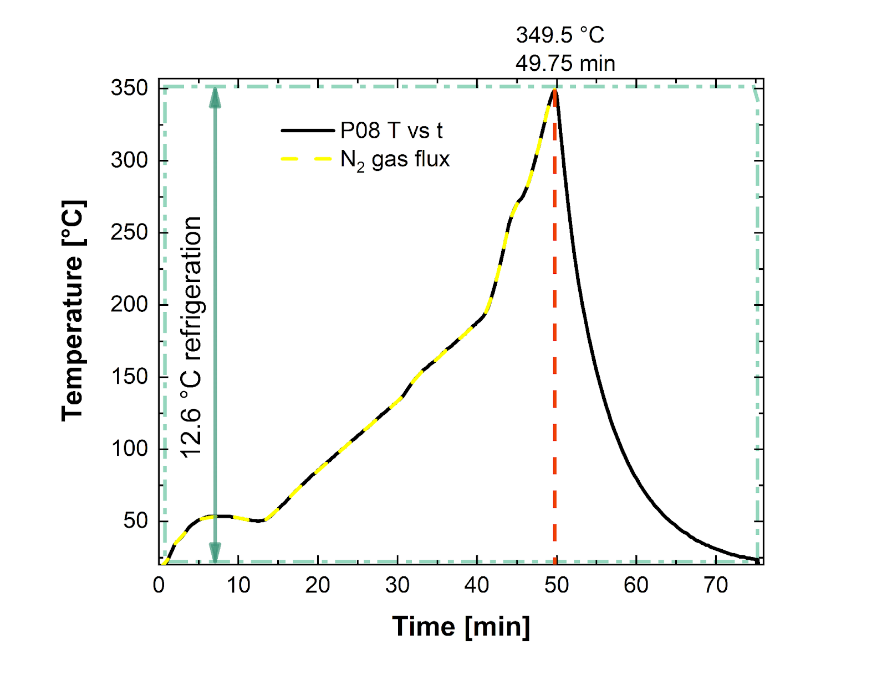 349.5 °C
49.75 min
P08 T vs t
N₂ gas flux
12.6 °C refrigeration
Temperature [°C]
350
300
250
200
150
100
50
0 10 20 30 40 50 60 70
Time [min]